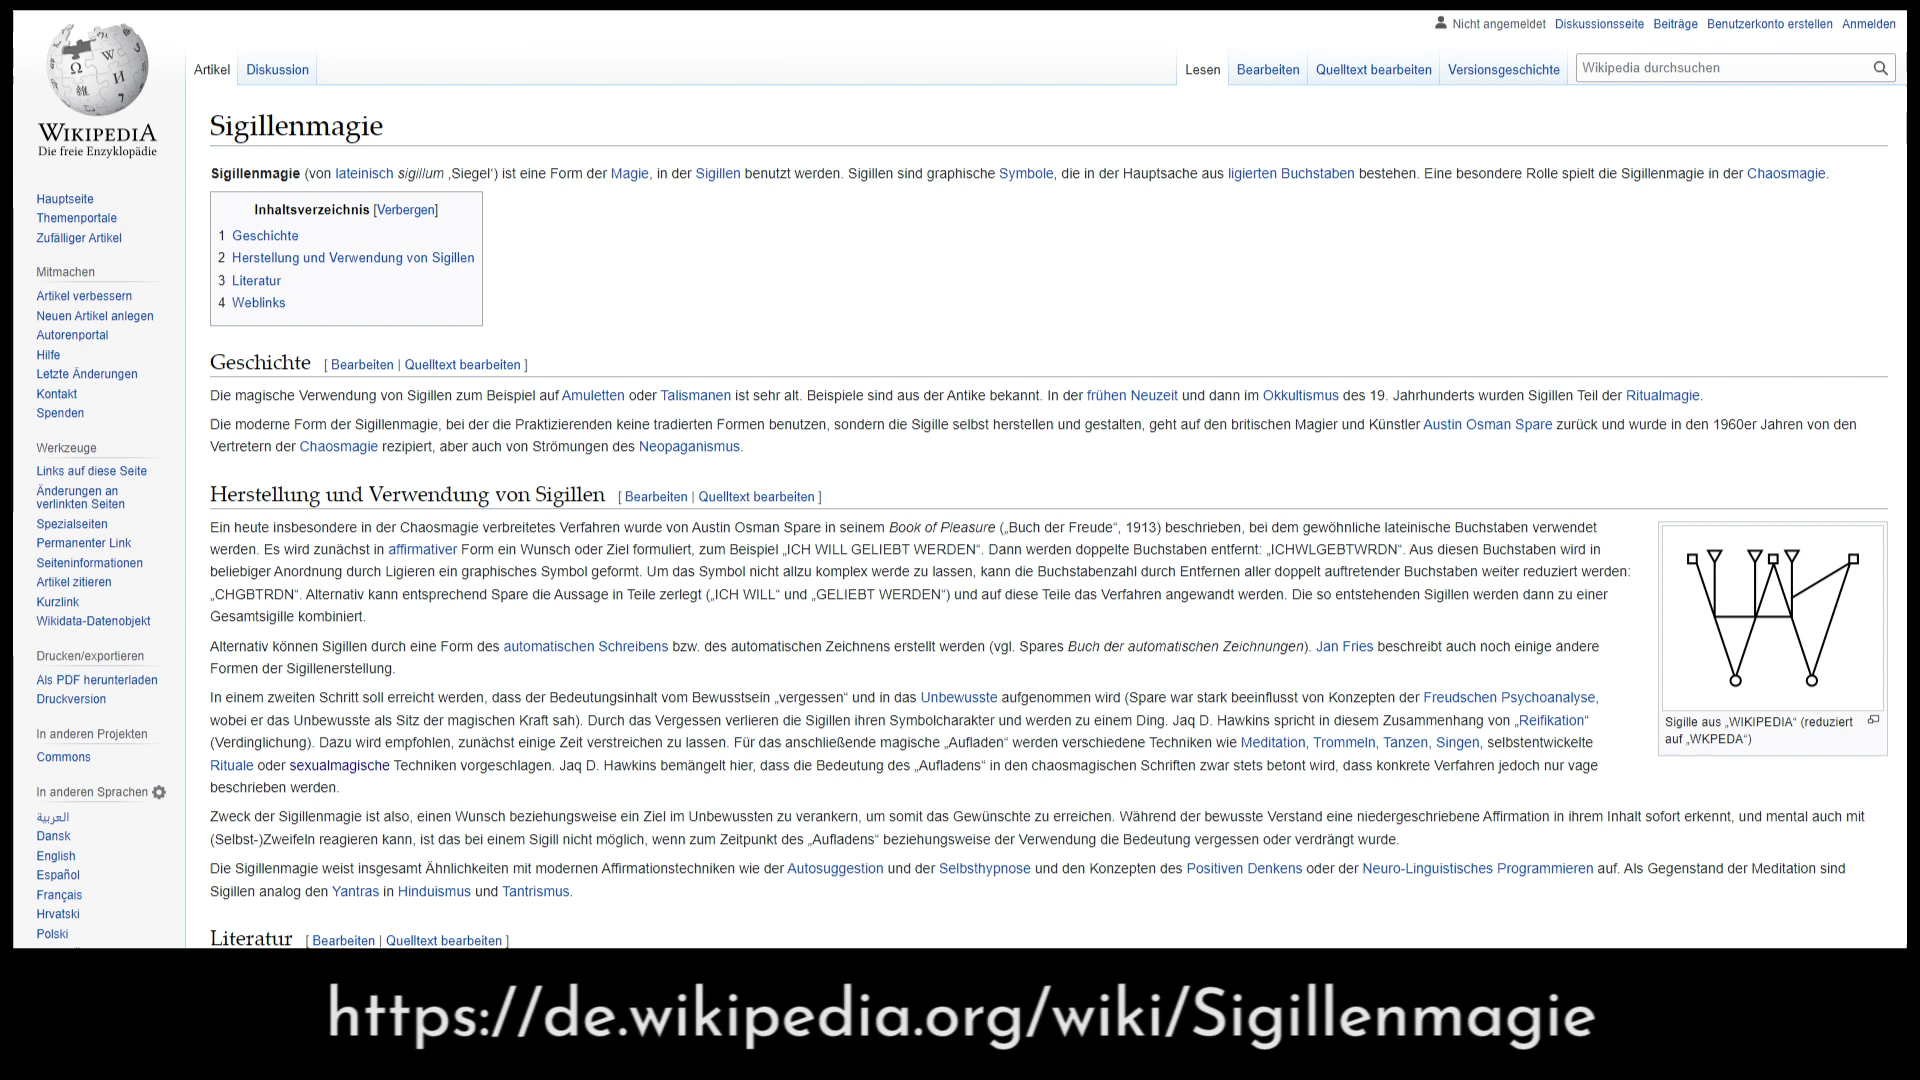 Nicht angemeldet Diskussionsseite Beiträge Benutzerkonto erstellen Anmelden
Artikel Diskussion Lesen Bearbeiten Quelltext bearbeiten Versionsgeschichte Wikipedia durchsuchen
WIKIPEDIA
Die freie Enzyklopädie
Hauptseite
Themenportale
Zufälliger Artikel
Mitmachen
Artikel verbessern
Neuen Artikel anlegen
Autorenportal
Hilfe
Letzte Änderungen
Kontakt
Spenden
Werkzeuge
Links auf diese Seite
Änderungen an
verlinkten Seiten
Spezialseiten
Permanenter Link
Seiteninformationen
Artikel zitieren
Kurzlink
Wikidata-Datenobjekt
Drucken/exportieren
Als PDF herunterladen
Druckversion
In anderen Projekten
Commons
In anderen Sprachen
العربية
Dansk
English
Español
Français
Hrvatski
Polski
Sigillenmagie
Sigillenmagie (von lateinisch sigillum ‚Siegel‘) ist eine Form der Magie, in der Sigillen benutzt werden. Sigillen sind graphische Symbole, die in der Hauptsache aus ligierten Buchstaben bestehen. Eine besondere Rolle spielt die Sigillenmagie in der Chaosmagie.
Inhaltsverzeichnis [Verbergen]
1 Geschichte
2 Herstellung und Verwendung von Sigillen
3 Literatur
4 Weblinks
Geschichte [ Bearbeiten | Quelltext bearbeiten ]
Die magische Verwendung von Sigillen zum Beispiel auf Amuletten oder Talismanen ist sehr alt. Beispiele sind aus der Antike bekannt. In der frühen Neuzeit und dann im Okkultismus des 19. Jahrhunderts wurden Sigillen Teil der Ritualmagie.
Die moderne Form der Sigillenmagie, bei der die Praktizierenden keine tradierten Formen benutzen, sondern die Sigille selbst herstellen und gestalten, geht auf den britischen Magier und Künstler Austin Osman Spare zurück und wurde in den 1960er Jahren von den
Vertretern der Chaosmagie rezipiert, aber auch von Strömungen des Neopaganismus.
Herstellung und Verwendung von Sigillen [ Bearbeiten | Quelltext bearbeiten ]
Ein heute insbesondere in der Chaosmagie verbreitetes Verfahren wurde von Austin Osman Spare in seinem Book of Pleasure („Buch der Freude“, 1913) beschrieben, bei dem gewöhnliche lateinische Buchstaben verwendet
werden. Es wird zunächst in affirmativer Form ein Wunsch oder Ziel formuliert, zum Beispiel „ICH WILL GELIEBT WERDEN“. Dann werden doppelte Buchstaben entfernt: „ICHWLGEBTWRDN“. Aus diesen Buchstaben wird in
beliebiger Anordnung durch Ligieren ein graphisches Symbol geformt. Um das Symbol nicht allzu komplex werde zu lassen, kann die Buchstabenzahl durch Entfernen aller doppelt auftretender Buchstaben weiter reduziert werden:
„CHGBTRDN“. Alternativ kann entsprechend Spare die Aussage in Teile zerlegt („ICH WILL“ und „GELIEBT WERDEN“) und auf diese Teile das Verfahren angewandt werden. Die so entstehenden Sigillen werden dann zu einer
Gesamtsigille kombiniert.
Alternativ können Sigillen durch eine Form des automatischen Schreibens bzw. des automatischen Zeichnens erstellt werden (vgl. Spares Buch der automatischen Zeichnungen). Jan Fries beschreibt auch noch einige andere
Formen der Sigillenerstellung.
In einem zweiten Schritt soll erreicht werden, dass der Bedeutungsinhalt vom Bewusstsein „vergessen“ und in das Unbewusste aufgenommen wird (Spare war stark beeinflusst von Konzepten der Freudschen Psychoanalyse,
wobei er das Unbewusste als Sitz der magischen Kraft sah). Durch das Vergessen verlieren die Sigillen ihren Symbolcharakter und werden zu einem Ding. Jaq D. Hawkins spricht in diesem Zusammenhang von „Reifikation“
(Verdinglichung). Dazu wird empfohlen, zunächst einige Zeit verstreichen zu lassen. Für das anschließende magische „Aufladen“ werden verschiedene Techniken wie Meditation, Trommeln, Tanzen, Singen, selbstentwickelte
Rituale oder sexualmagische Techniken vorgeschlagen. Jaq D. Hawkins bemängelt hier, dass die Bedeutung des „Aufladens“ in den chaosmagischen Schriften zwar stets betont wird, dass konkrete Verfahren jedoch nur vage
beschrieben werden.
Sigille aus „WIKIPEDIA“ (reduziert
auf „WKPEDA“)
Zweck der Sigillenmagie ist also, einen Wunsch beziehungsweise ein Ziel im Unbewussten zu verankern, um somit das Gewünschte zu erreichen. Während der bewusste Verstand eine niedergeschriebene Affirmation in ihrem Inhalt sofort erkennt, und mental auch mit
(Selbst-)Zweifeln reagieren kann, ist das bei einem Sigill nicht möglich, wenn zum Zeitpunkt des „Aufladens“ beziehungsweise der Verwendung die Bedeutung vergessen oder verdrängt wurde.
Die Sigillenmagie weist insgesamt Ähnlichkeiten mit modernen Affirmationstechniken wie der Autosuggestion und der Selbsthypnose und den Konzepten des Positiven Denkens oder der Neuro-Linguistisches Programmieren auf. Als Gegenstand der Meditation sind
Sigillen analog den Yantras in Hinduismus und Tantrismus.
Literatur [ Bearbeiten | Quelltext bearbeiten ]
https://de.wikipedia.org/wiki/Sigillenmagie